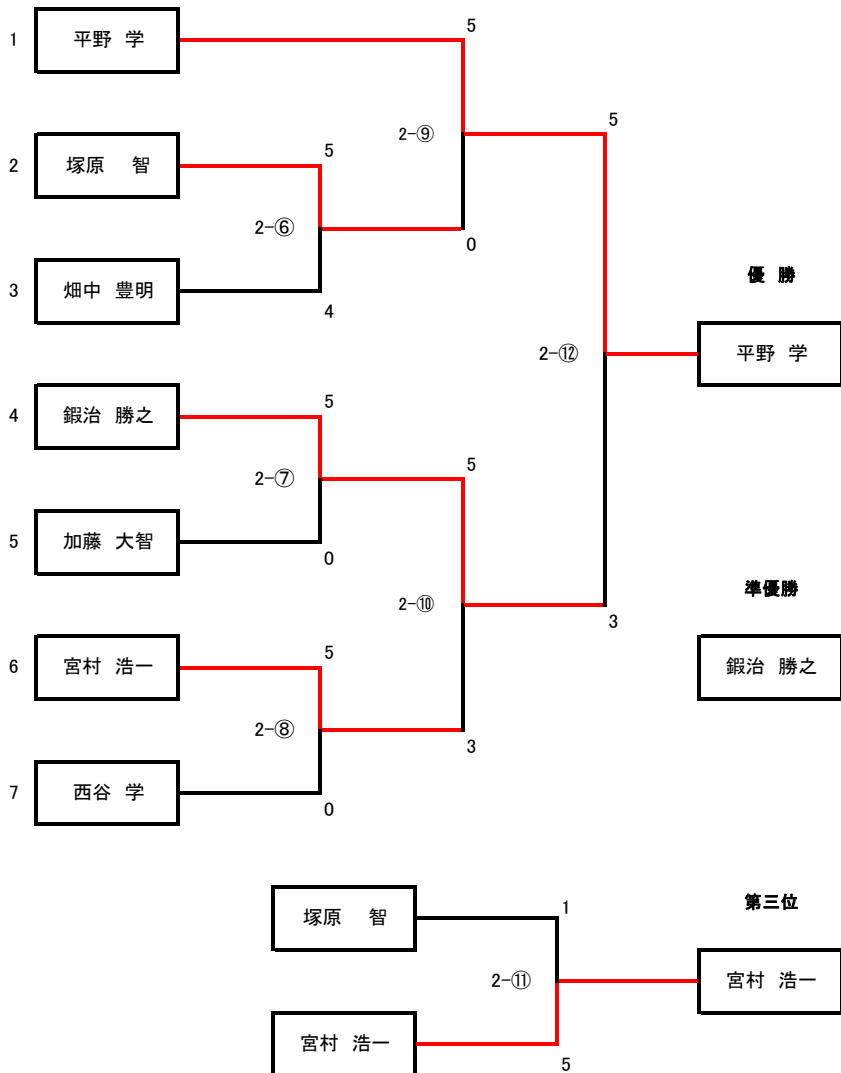 5
1 平野 学
2-⑨ 5
2 塚原 智 5
2-⑥
0
3 畑中 豊明 4
優 勝
2-⑫ 平野 学
4 鍜治 勝之 5
5
2-⑦
5 加藤 大智 0
準優勝
2-⑩
3
6 宮村 浩一 5 鍜治 勝之
2-⑧
3
7 西谷 学 0
塚原 智 1 第三位
2-⑪ 宮村 浩一
宮村 浩一 5